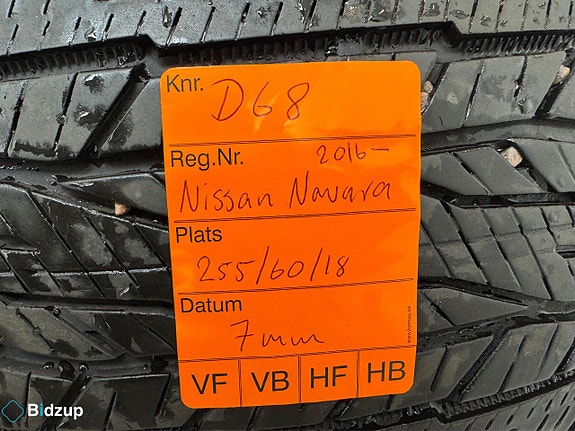 Knr. D68
Reg.Nr. 2016-
Nissan Navara
Plats
255/60/18
Datum
7mm
VF VB HF HB
Bidzup